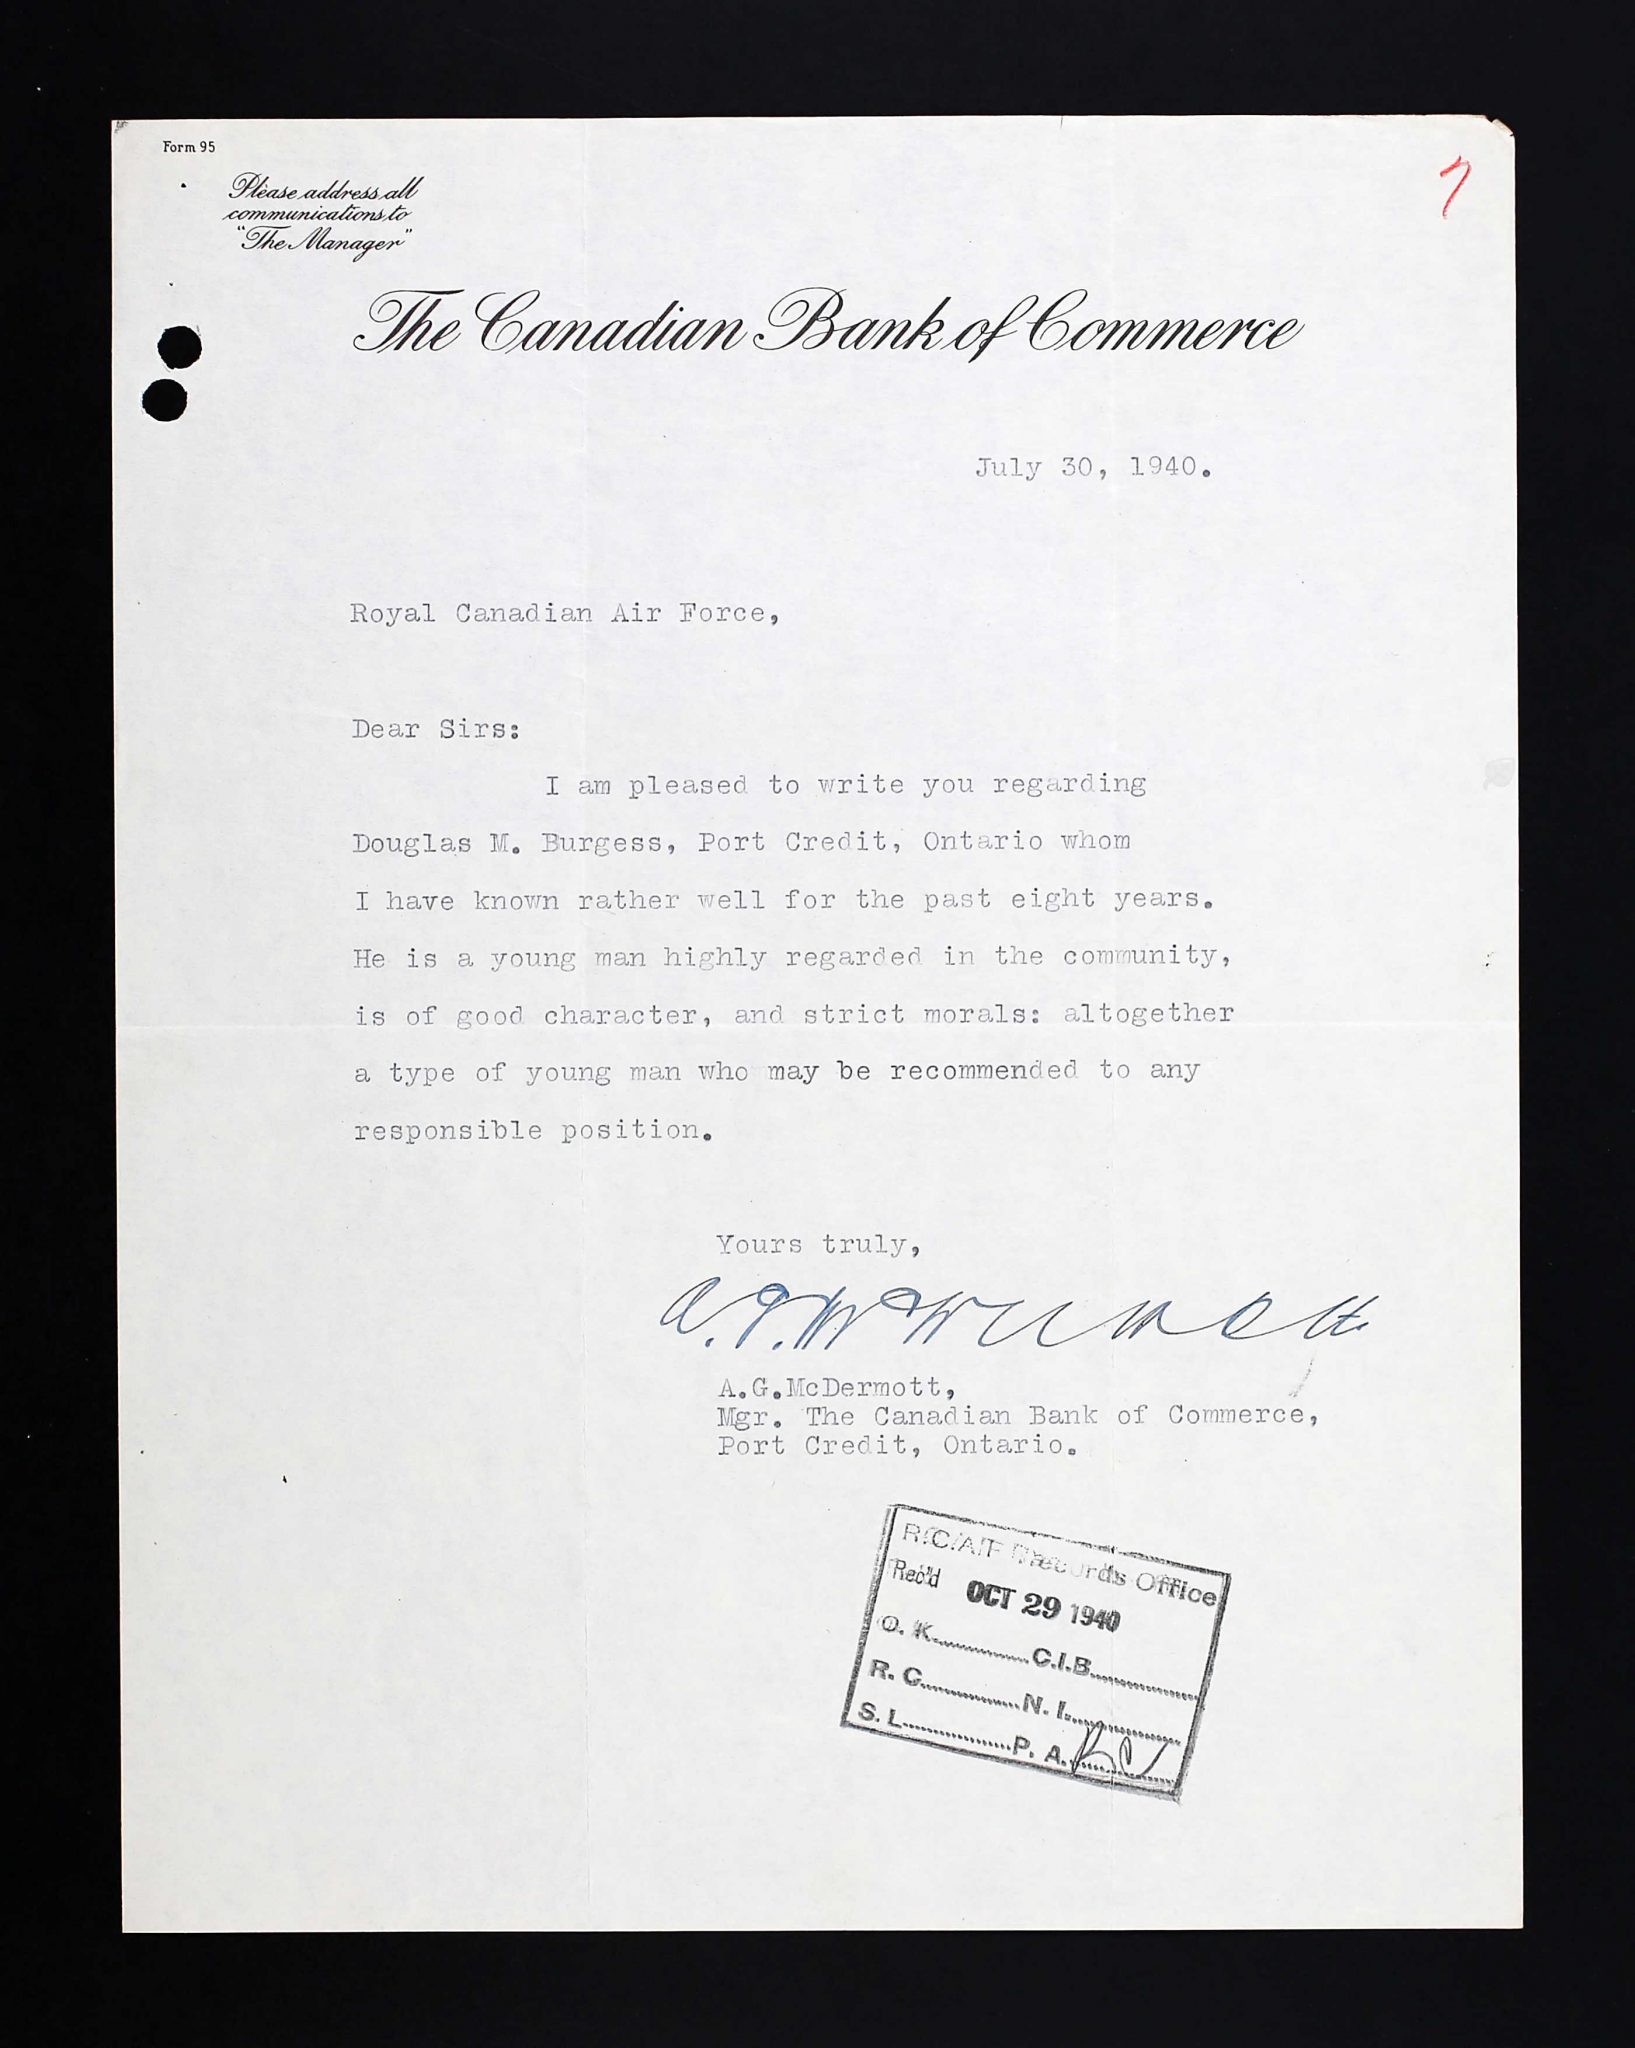 Form 95
7
Please address all
communications to
"The Manager"
The Canadian Bank of Commerce
July 30, 1940.
Royal Canadian Air Force,
Dear Sirs:
I am pleased to write you regarding
Douglas M. Burgess, Port Credit, Ontario whom
I have known rather well for the past eight years.
He is a young man highly regarded in the community,
is of good character, and strict morals: altogether
a type of young man who may be recommended to any
responsible position.
Yours truly,
A.G. McDermott
A.G.McDermott,
Mgr. The Canadian Bank of Commerce,
Port Credit, Ontario.
R.C.A.F Records Office
Rec'd OCT 29 1940
O. K. C.I.B.
R. C. N. I.
S. L. P. A.